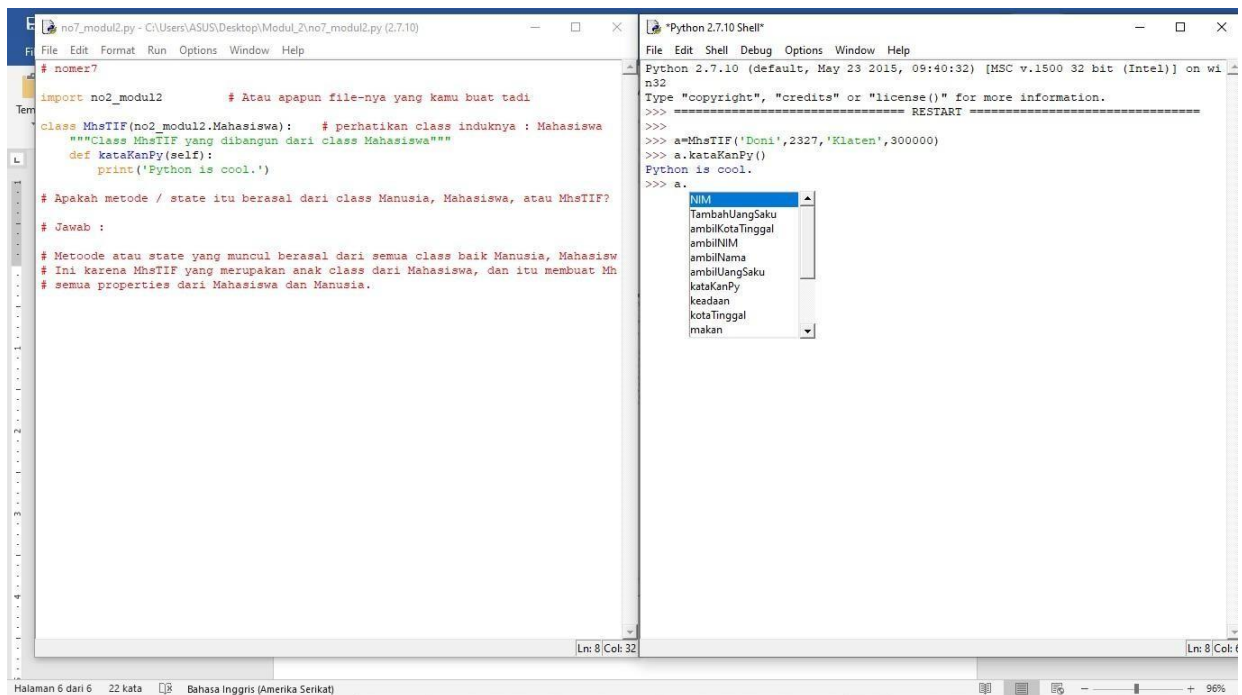 no7_modul2.py - C:\Users\ASUS\Desktop\Modul_2\no7_modul2.py (2.7.10)
File Edit Format Run Options Window Help
# nomer7
import no2_modul2 # Atau apapun file-nya yang kamu buat tadi
class MhsTIF(no2_modul2.Mahasiswa): # perhatikan class induknya : Mahasiswa
"""Class MhsTIF yang dibangun dari class Mahasiswa"""
def kataKanPy(self):
print('Python is cool.')
# Apakah metode / state itu berasal dari class Manusia, Mahasiswa, atau MhsTIF?
# Jawab :
# Metoode atau state yang muncul berasal dari semua class baik Manusia, Mahasisw
# Ini karena MhsTIF yang merupakan anak class dari Mahasiswa, dan itu membuat Mh
# semua properties dari Mahasiswa dan Manusia.
Ln: 8 Col: 32
*Python 2.7.10 Shell*
File Edit Shell Debug Options Window Help
Python 2.7.10 (default, May 23 2015, 09:40:32) [MSC v.1500 32 bit (Intel)] on wi
n32
Type "copyright", "credits" or "license()" for more information.
>>> ================================ RESTART ================================
>>>
>>> a=MhsTIF('Doni',2327,'Klaten',300000)
>>> a.kataKanPy()
Python is cool.
>>> a.
NIM
TambahUangSaku
ambilKotaTinggal
ambilNIM
ambilNama
ambilUangSaku
kataKanPy
keadaan
kotaTinggal
makan
Ln: 8 Col: 6
Halaman 6 dari 6 22 kata Bahasa Inggris (Amerika Serikat) 96%